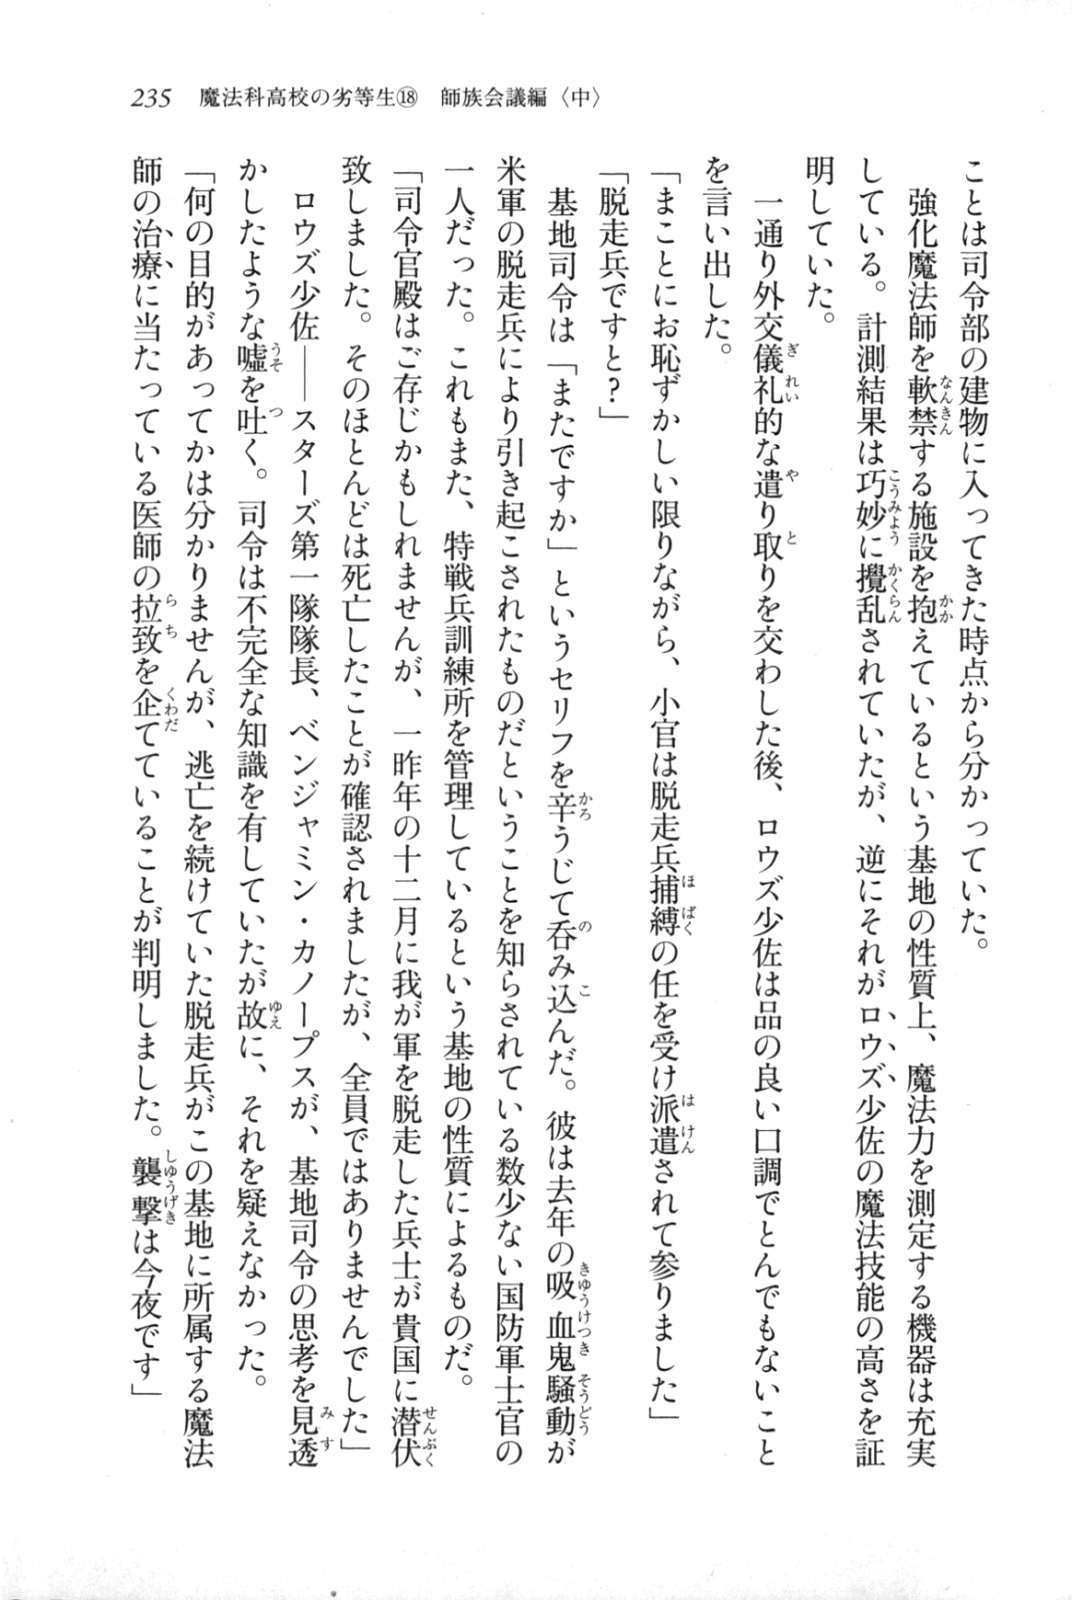 235　魔法科高校の劣等生⑱　師族会議編〈中〉
ことは司令部の建物に入ってきた時点から分かっていた。
　強化魔法師を軟禁する施設を抱えているという基地の性質上、魔法力を測定する機器は充実
している。計測結果は巧妙に攪乱されていたが、逆にそれがロウズ少佐の魔法技能の高さを証
明していた。
　一通り外交儀礼的な遣り取りを交わした後、ロウズ少佐は品の良い口調でとんでもないこと
を言い出した。
「まことにお恥ずかしい限りながら、小官は脱走兵捕縛の任を受け派遣されて参りました」
「脱走兵ですと？」
　基地司令は「またですか」というセリフを辛うじて呑み込んだ。彼は去年の吸血鬼騒動が
米軍の脱走兵により引き起こされたものだということを知らされている数少ない国防軍士官の
一人だった。これもまた、特戦兵訓練所を管理しているという基地の性質によるものだ。
「司令官殿はご存じかもしれませんが、一昨年の十二月に我が軍を脱走した兵士が貴国に潜伏
致しました。そのほとんどは死亡したことが確認されましたが、全員ではありませんでした」
　ロウズ少佐――スターズ第一隊隊長、ベンジャミン・カノープスが、基地司令の思考を見透
かしたような嘘を吐く。司令は不完全な知識を有していたが故に、それを疑えなかった。
「何の目的があってかは分かりませんが、逃亡を続けていた脱走兵がこの基地に所属する魔法
師の治療に当たっている医師の拉致を企てていることが判明しました。襲撃は今夜です」